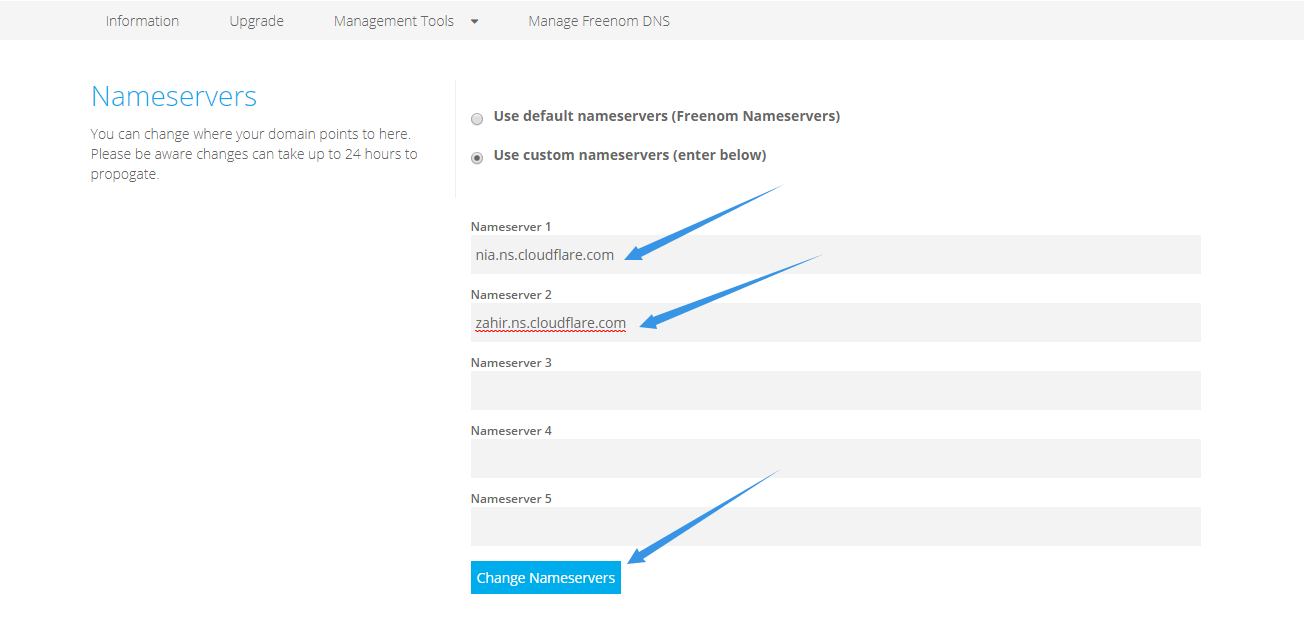 Information Upgrade Management Tools Manage Freenom DNS
Nameservers
You can change where your domain points to here.
Please be aware changes can take up to 24 hours to
propogate.
Use default nameservers (Freenom Nameservers)
Use custom nameservers (enter below)
Nameserver 1
nia.ns.cloudflare.com
Nameserver 2
zahir.ns.cloudflare.com
Nameserver 3
Nameserver 4
Nameserver 5
Change Nameservers